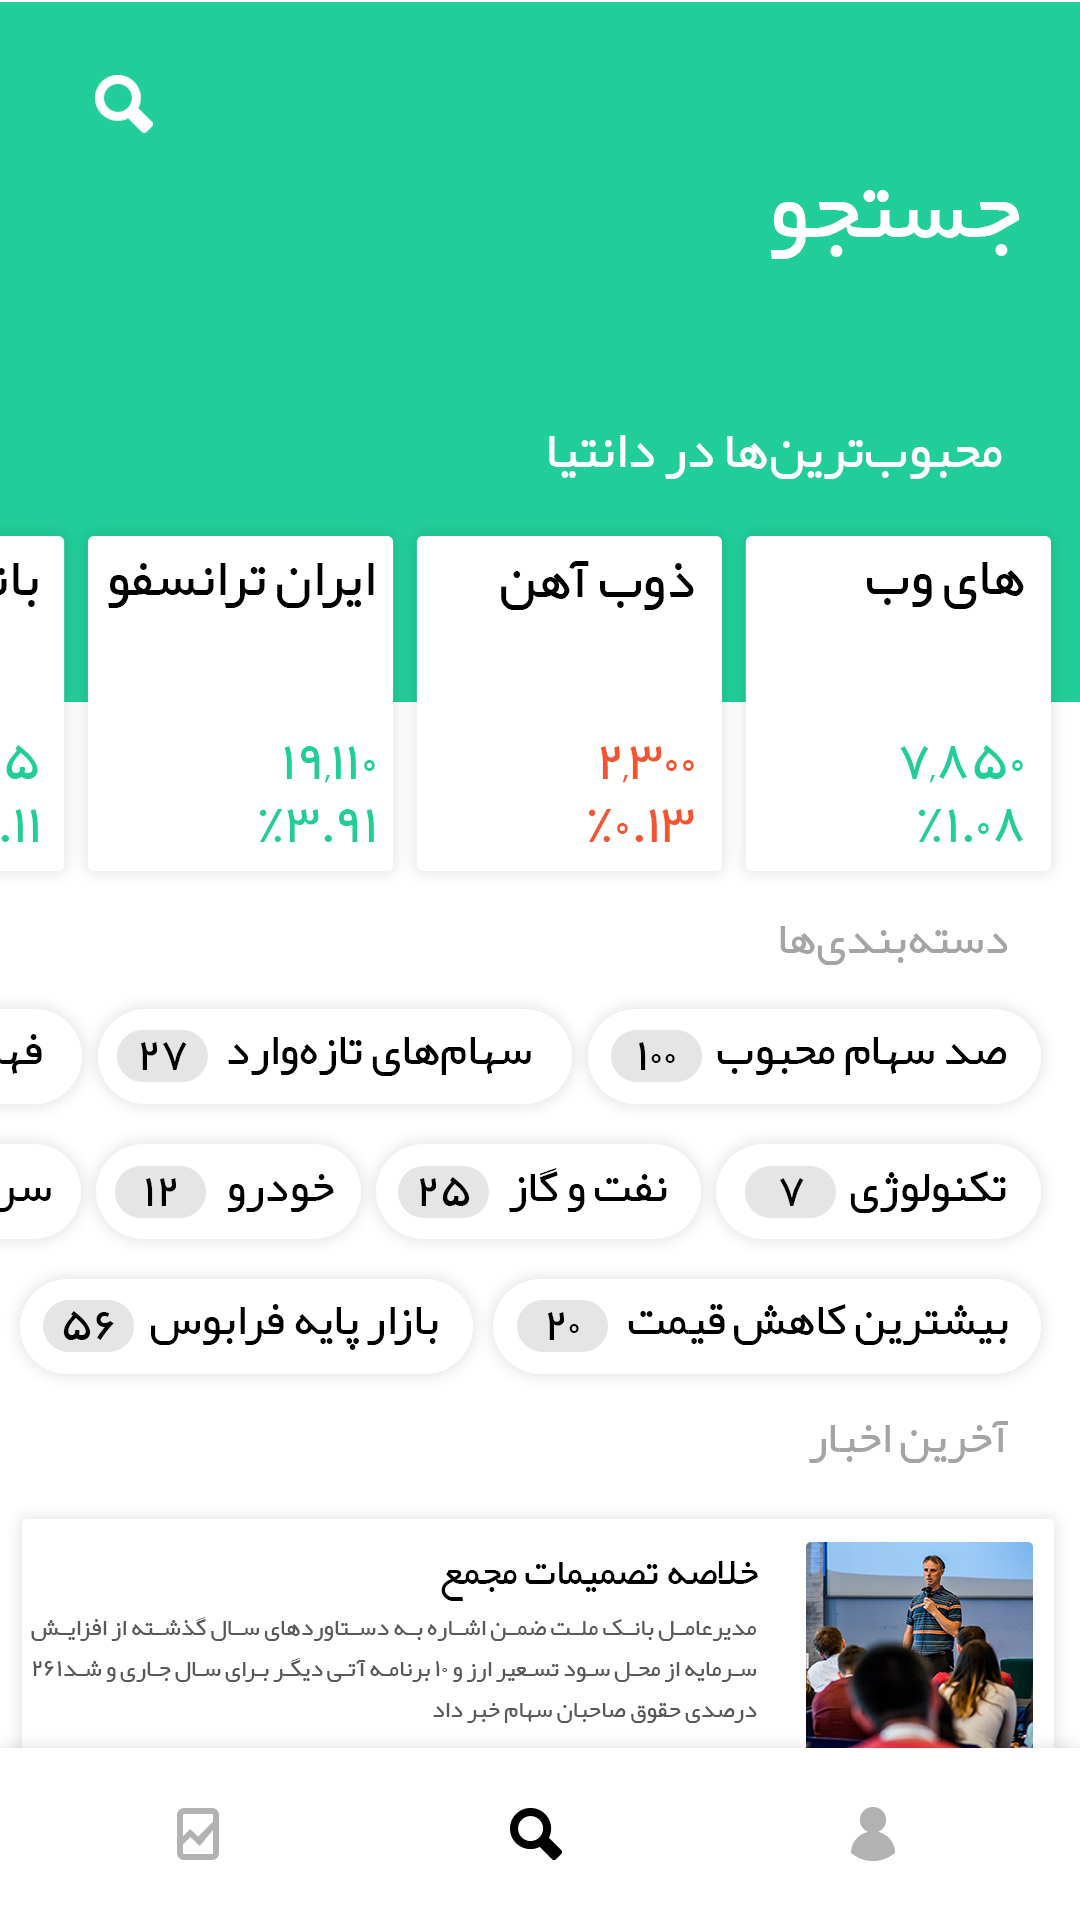 جستجو
محبوب‌ترین‌ها در دانتیا
های وب
۷,۸۵۰
٪۱.۰۸
ذوب آهن
۲,۳۰۰
٪۰.۱۳
ایران ترانسفو
۱۹,۱۱۰
٪۳.۹۱
۵
.۱۱
دسته‌بندی‌ها
صد سهام محبوب ۱۰۰
سهام‌های تازه‌وارد ۲۷
تکنولوژی ۷
نفت و گاز ۲۵
خودرو ۱۲
بیشترین کاهش قیمت ۲۰
بازار پایه فرابوس ۵۶
آخرین اخبار
خلاصه تصمیمات مجمع
مدیرعامل بانک ملت ضمن اشاره به دستاوردهای سال گذشته از افزایش
سرمایه از محل سود تسعیر ارز و ۱۰ برنامه آتی دیگر برای سال جاری و شد۲۶۱
درصدی حقوق صاحبان سهام خبر داد